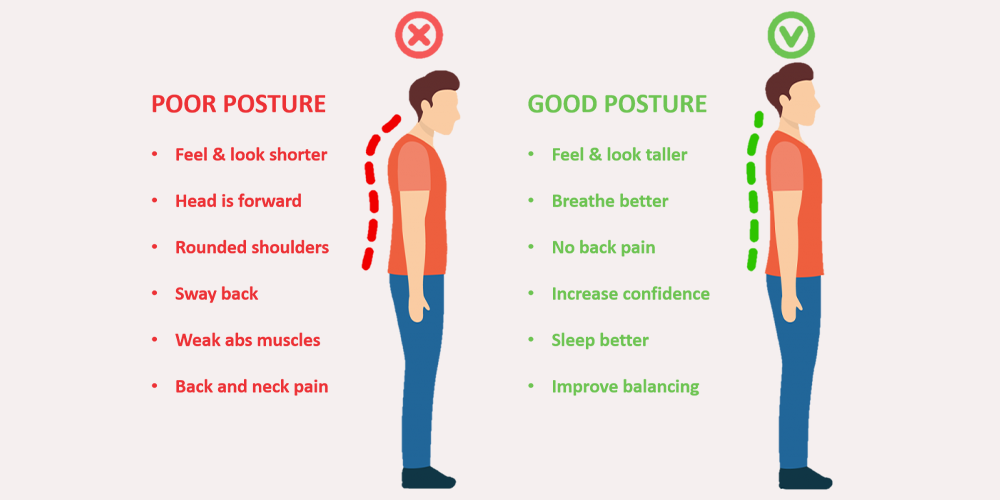 POOR POSTURE
• Feel & look shorter
• Head is forward
• Rounded shoulders
• Sway back
• Weak abs muscles
• Back and neck pain
GOOD POSTURE
• Feel & look taller
• Breathe better
• No back pain
• Increase confidence
• Sleep better
• Improve balancing